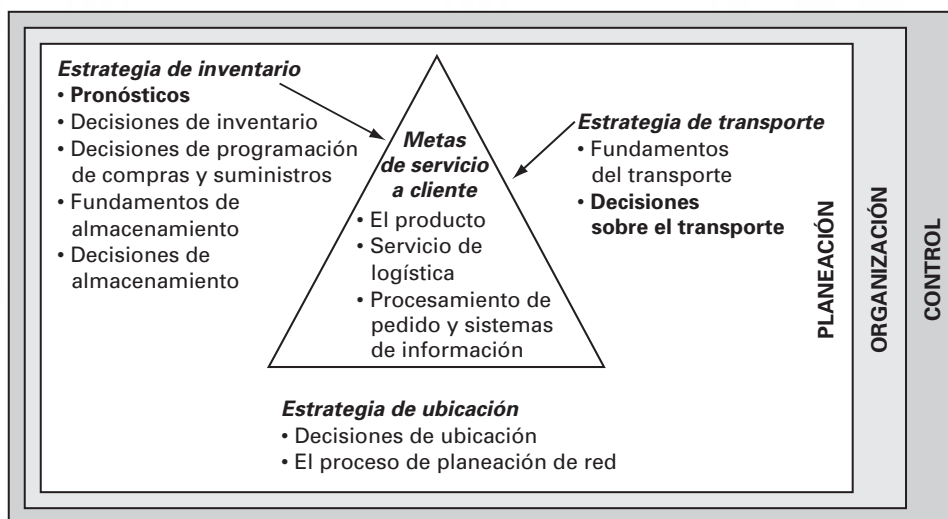 Estrategia de inventario
• Pronósticos
• Decisiones de inventario
• Decisiones de programación
de compras y suministros
• Fundamentos de
almacenamiento
• Decisiones de
almacenamiento
Metas
de servicio
a cliente
• El producto
• Servicio de
logística
• Procesamiento de
pedido y sistemas
de información
Estrategia de transporte
• Fundamentos
del transporte
• Decisiones
sobre el transporte
Estrategia de ubicación
• Decisiones de ubicación
• El proceso de planeación de red
PLANEACIÓN
ORGANIZACIÓN
CONTROL